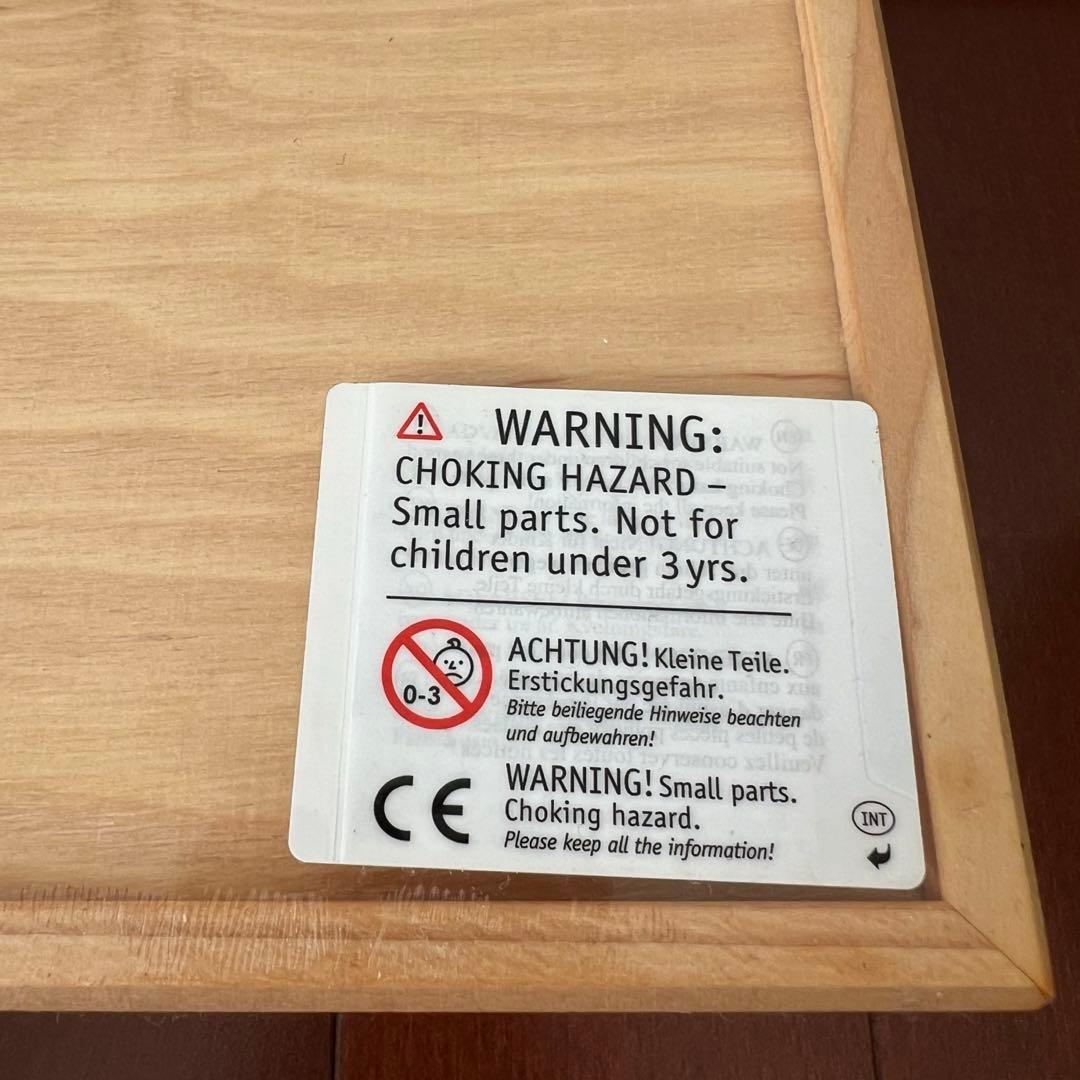 WARNING:
CHOKING HAZARD –
Small parts. Not for
children under 3 yrs.
0-3
ACHTUNG! Kleine Teile.
Erstickungsgefahr.
Bitte beiliegende Hinweise beachten
und aufbewahren!
CE
WARNING! Small parts.
Choking hazard.
Please keep all the information!
INT